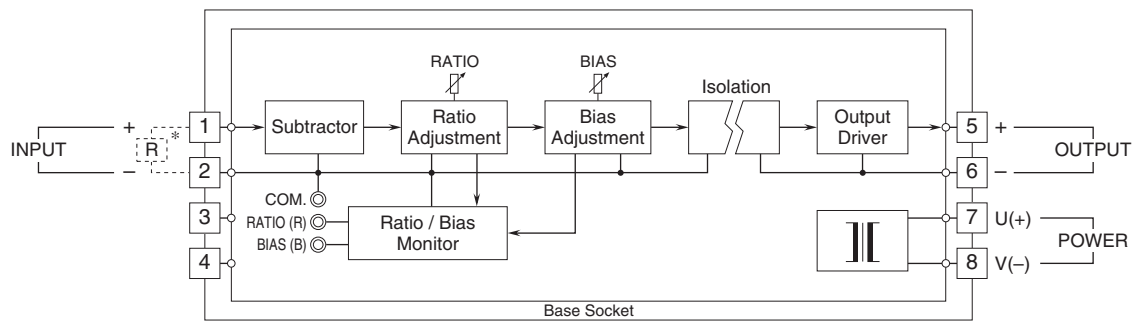 RATIO
BIAS
Isolation
INPUT
+
–
R
*
1
2
3
4
Subtractor
Ratio
Adjustment
Bias
Adjustment
Output
Driver
COM.
RATIO (R)
BIAS (B)
Ratio / Bias
Monitor
5
+
6
–
OUTPUT
7
U(+)
8
V(–)
POWER
Base Socket